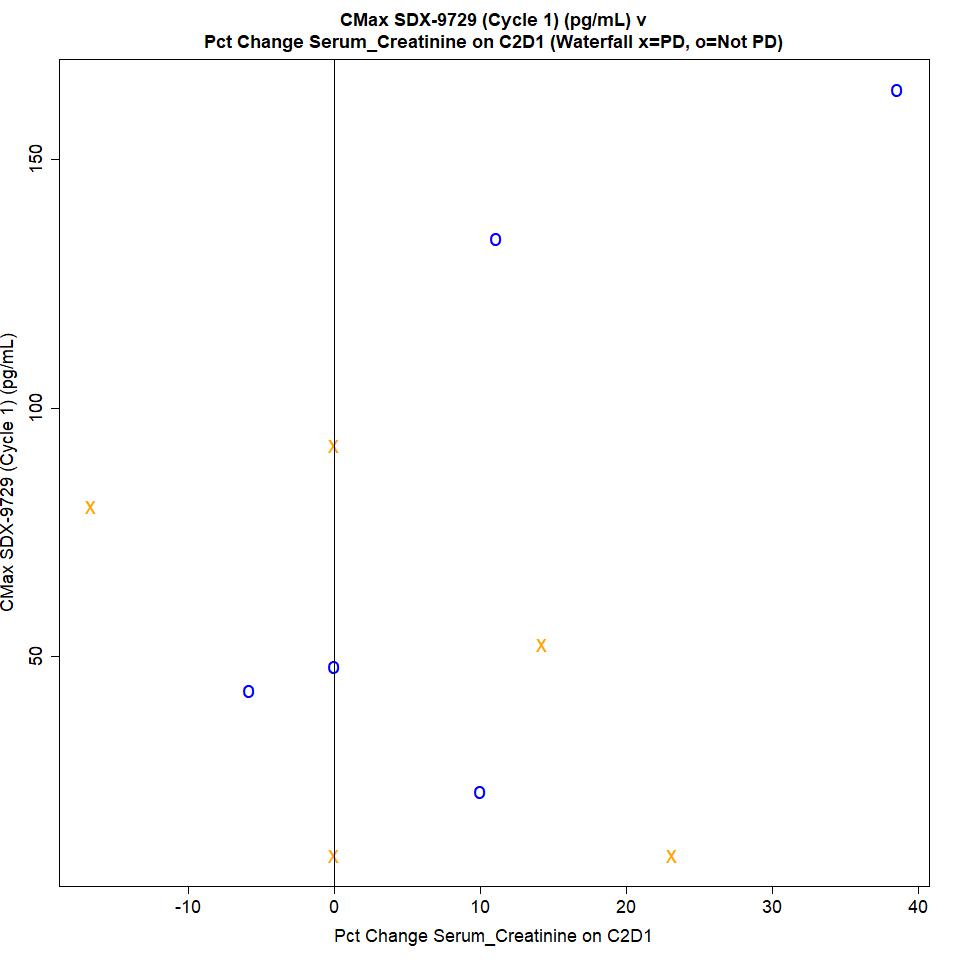 CMax SDX-9729 (Cycle 1) (pg/mL) v
Pct Change Serum_Creatinine on C2D1 (Waterfall x=PD, o=Not PD)
CMax SDX-9729 (Cycle 1) (pg/mL)
150
100
50
O
O
X
X
X
O
O
O
X
X
-10
0
10
20
30
40
Pct Change Serum_Creatinine on C2D1